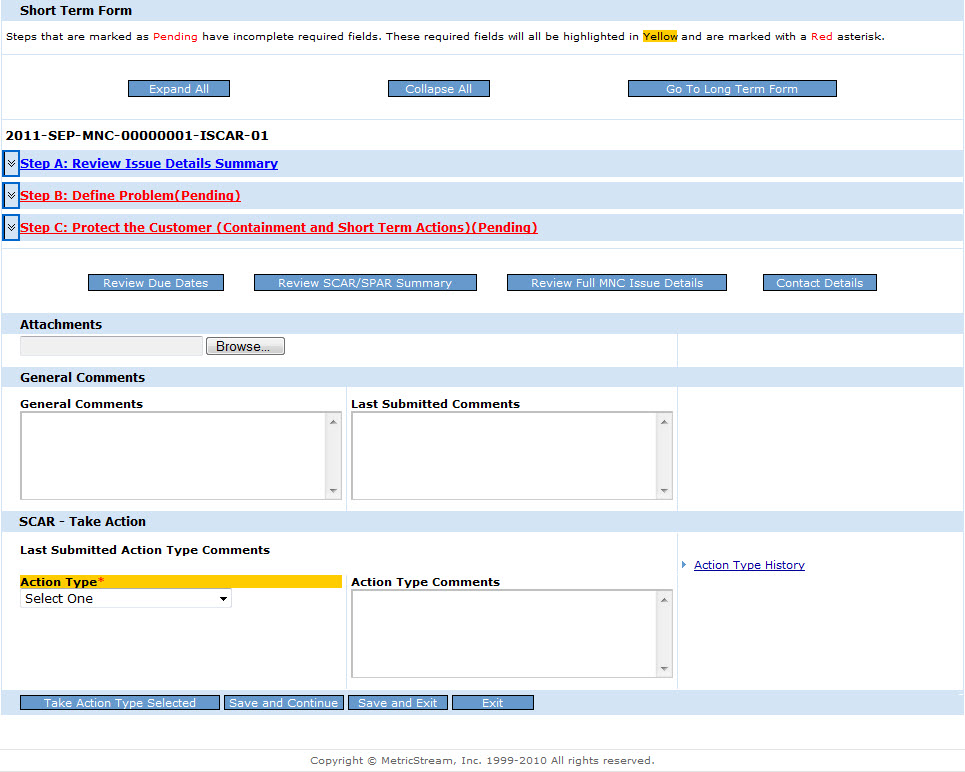 Short Term Form
Steps that are marked as Pending have incomplete required fields. These required fields will all be highlighted in Yellow and are marked with a Red asterisk.
Expand All Collapse All Go To Long Term Form
2011-SEP-MNC-00000001-ISCAR-01
Step A: Review Issue Details Summary
Step B: Define Problem(Pending)
Step C: Protect the Customer (Containment and Short Term Actions)(Pending)
Review Due Dates Review SCAR/SPAR Summary Review Full MNC Issue Details Contact Details
Attachments
Browse...
General Comments
General Comments Last Submitted Comments
SCAR - Take Action
Last Submitted Action Type Comments
Action Type History
Action Type* Action Type Comments
Select One
Take Action Type Selected Save and Continue Save and Exit Exit
Copyright © MetricStream, Inc. 1999-2010 All rights reserved.